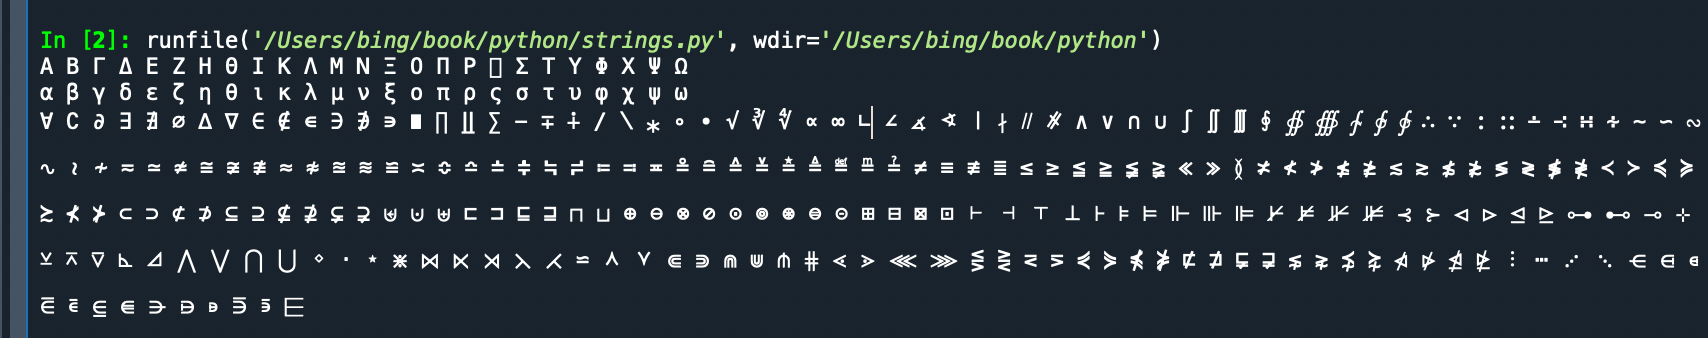 In [2]: runfile('/Users/bing/book/python/strings.py', wdir='/Users/bing/book/python')
Α Β Γ Δ Ε Ζ Η Θ Ι Κ Λ Μ Ν Ξ Ο Π Ρ ΢ Σ Τ Υ Φ Χ Ψ Ω
α β γ δ ε ζ η θ ι κ λ μ ν ξ ο π ρ ς σ τ υ φ χ ψ ω
∀ ∁ ∂ ∃ ∄ ∅ ∆ ∇ ∈ ∉ ∊ ∋ ∌ ∍ ∎ ∏ ∐ ∑ − ∓ ∔ ∕ ∖ ∗ ∘ ∙ √ ∛ ∜ ∝ ∞ ∟ ∠ ∡ ∢ ∣ ∤ ∥ ∦ ∧ ∨ ∩ ∪ ∫ ∬ ∭ ∮ ∯ ∰ ∱ ∲ ∳ ∴ ∵ ∶ ∷ ∸ ∹ ∺ ∻ ∼ ∽ ∾
∿ ≀ ≁ ≂ ≃ ≄ ≅ ≆ ≇ ≈ ≉ ≊ ≋ ≌ ≍ ≎ ≏ ≐ ≑ ≒ ≓ ≔ ≕ ≖ ≗ ≘ ≙ ≚ ≛ ≜ ≝ ≞ ≟ ≠ ≡ ≢ ≣ ≤ ≥ ≦ ≧ ≨ ≩ ≪ ≫ ≬ ≭ ≮ ≯ ≰ ≱ ≲ ≳ ≴ ≵ ≶ ≷ ≸ ≹ ≺ ≻ ≼ ≽
≿ ⊀ ⊁ ⊂ ⊃ ⊄ ⊅ ⊆ ⊇ ⊈ ⊉ ⊊ ⊋ ⊌ ⊍ ⊎ ⊏ ⊐ ⊑ ⊒ ⊓ ⊔ ⊕ ⊖ ⊗ ⊘ ⊙ ⊚ ⊛ ⊜ ⊝ ⊞ ⊟ ⊠ ⊡ ⊢ ⊣ ⊤ ⊥ ⊦ ⊧ ⊨ ⊩ ⊪ ⊫ ⊬ ⊭ ⊮ ⊯ ⊰ ⊱ ⊲ ⊳ ⊴ ⊵ ⊶ ⊷ ⊸ ⊹
⊻ ⊼ ⊽ ⊾ ⊿ ⋀ ⋁ ⋂ ⋃ ⋄ ⋅ ⋆ ⋇ ⋈ ⋉ ⋊ ⋋ ⋌ ⋍ ⋏ ⋎ ⋐ ⋑ ⋒ ⋓ ⋔ ⋕ ⋖ ⋗ ⋘ ⋙ ⋚ ⋛ ⋜ ⋝ ⋞ ⋟ ⋠ ⋡ ⋢ ⋣ ⋤ ⋥ ⋦ ⋧ ⋨ ⋩ ⋪ ⋫ ⋬ ⋭ ⋮ ⋯ ⋰ ⋱ ⋲ ⋳ ⋴
⋶ ⋷ ⋸ ⋹ ⋺ ⋻ ⋼ ⋽ ⋾ ⋿